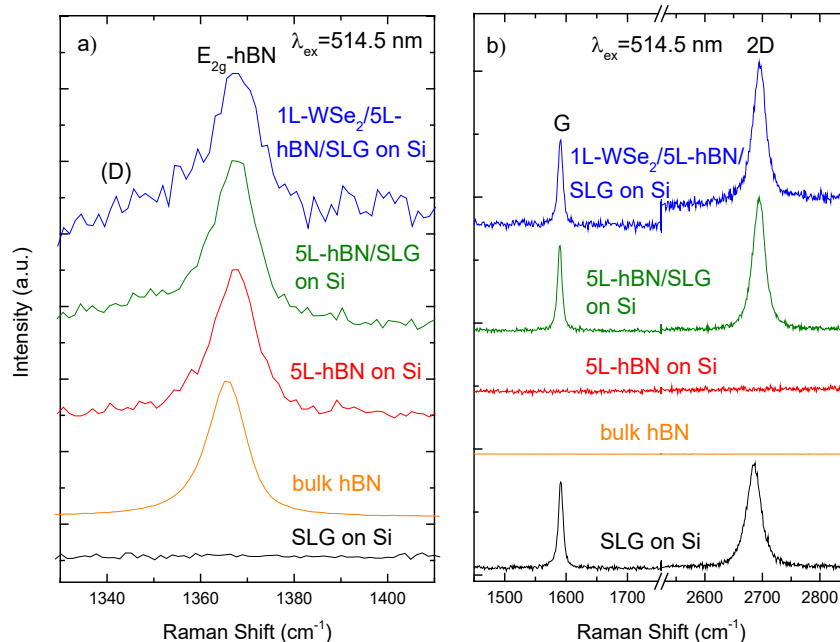 a)
λex=514.5 nm
E2g-hBN
1L-WSe2/5L-
hBN/SLG on Si
(D)
5L-hBN/SLG
on Si
5L-hBN on Si
bulk hBN
SLG on Si
1340 1360 1380 1400
Raman Shift (cm-1)
Intensity (a.u.)
b)
λex=514.5 nm
2D
G
1L-WSe2/5L-hBN/
SLG on Si
5L-hBN/SLG
on Si
5L-hBN on Si
bulk hBN
SLG on Si
1500 1600 1700 2600 2700 2800
Raman Shift (cm-1)